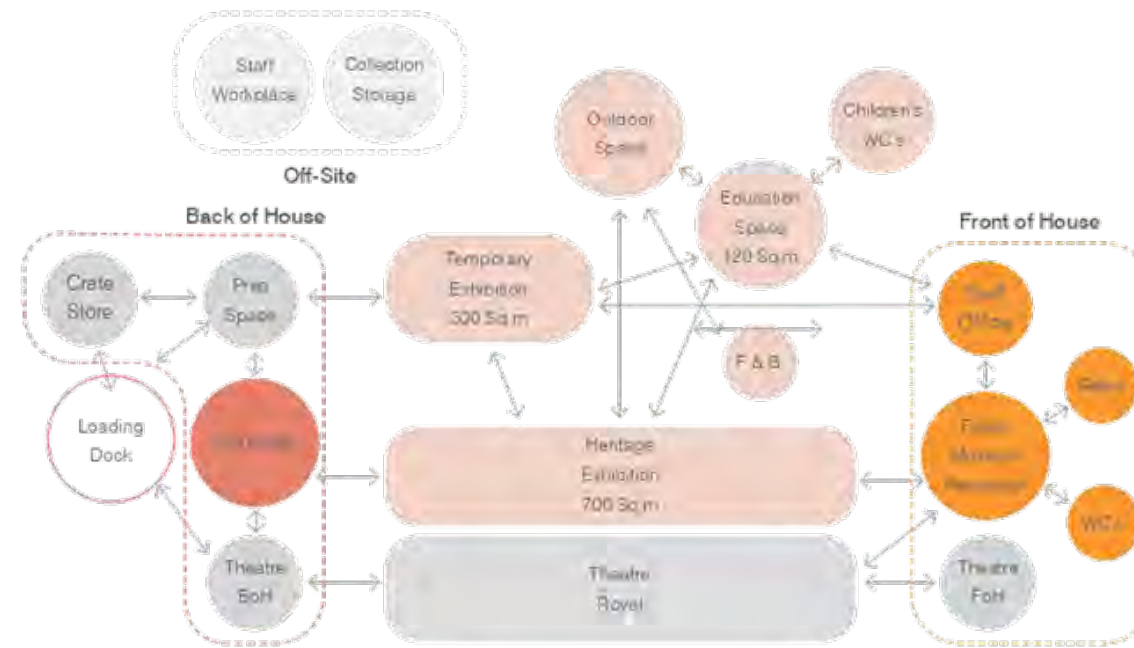 Staff
Workplace
Collection
Storage
Off-Site
Outdoor
Space
Children's
WC's
Education
Space
120 Sq.m
Back of House
Front of House
Crate
Store
Prep
Space
Temporary
Exhibition
300 Sq.m
Staff
F & B
Loading
Dock
Heritage
Exhibition
700 Sq.m
WC's
Theatre
BoH
Theatre
Royal
Theatre
FoH